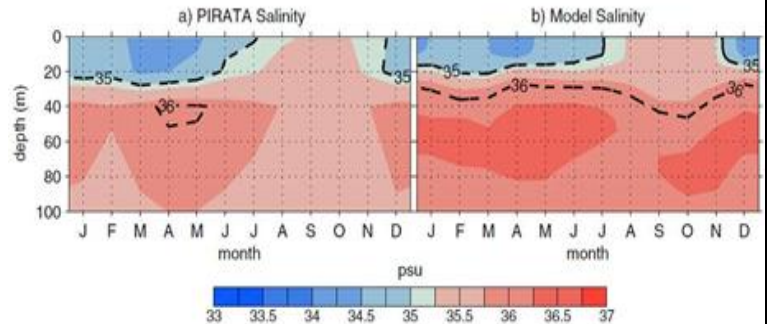 a) PIRATA Salinity
b) Model Salinity
depth (m)
0
20
40
60
80
100
35
35
36
35
35
36
36
J F M A M J J A S O N D
J F M A M J J A S O N D
month
month
psu
33 33.5 34 34.5 35 35.5 36 36.5 37